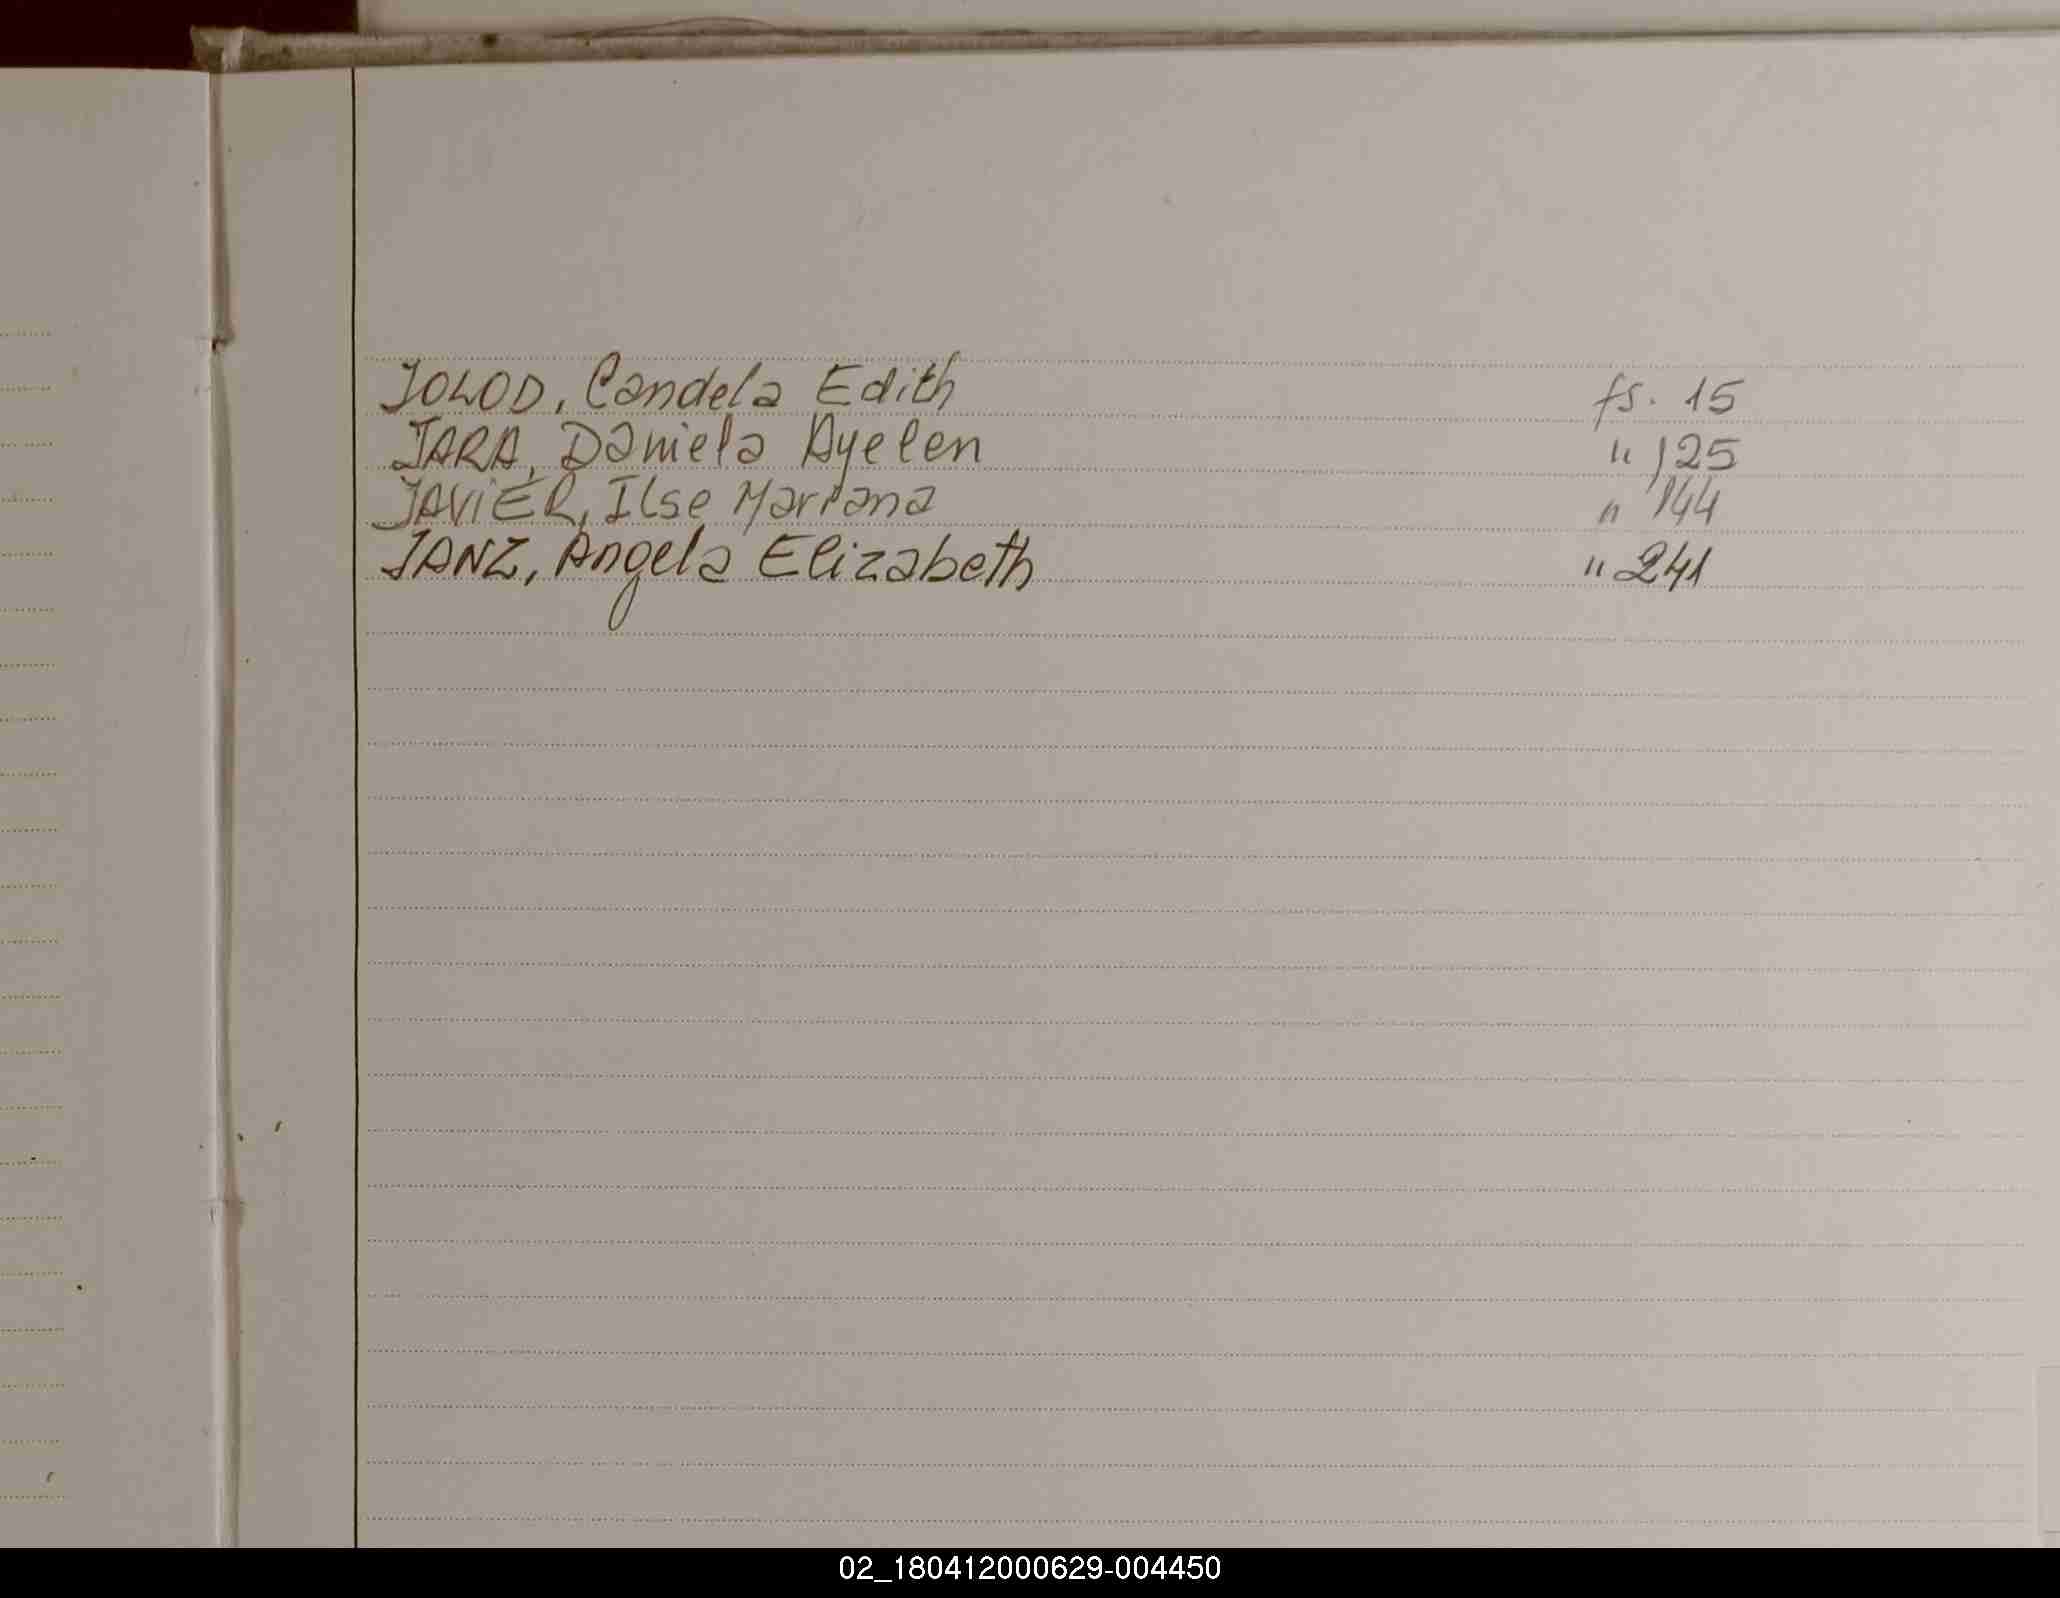 JOLOD, Candela Edith fs. 15
JARA, Daniela Ayelen " 125
JAVIER, Ilse Mariana " 144
JANZ, Angela Elizabeth " 241
02_180412000629-004450